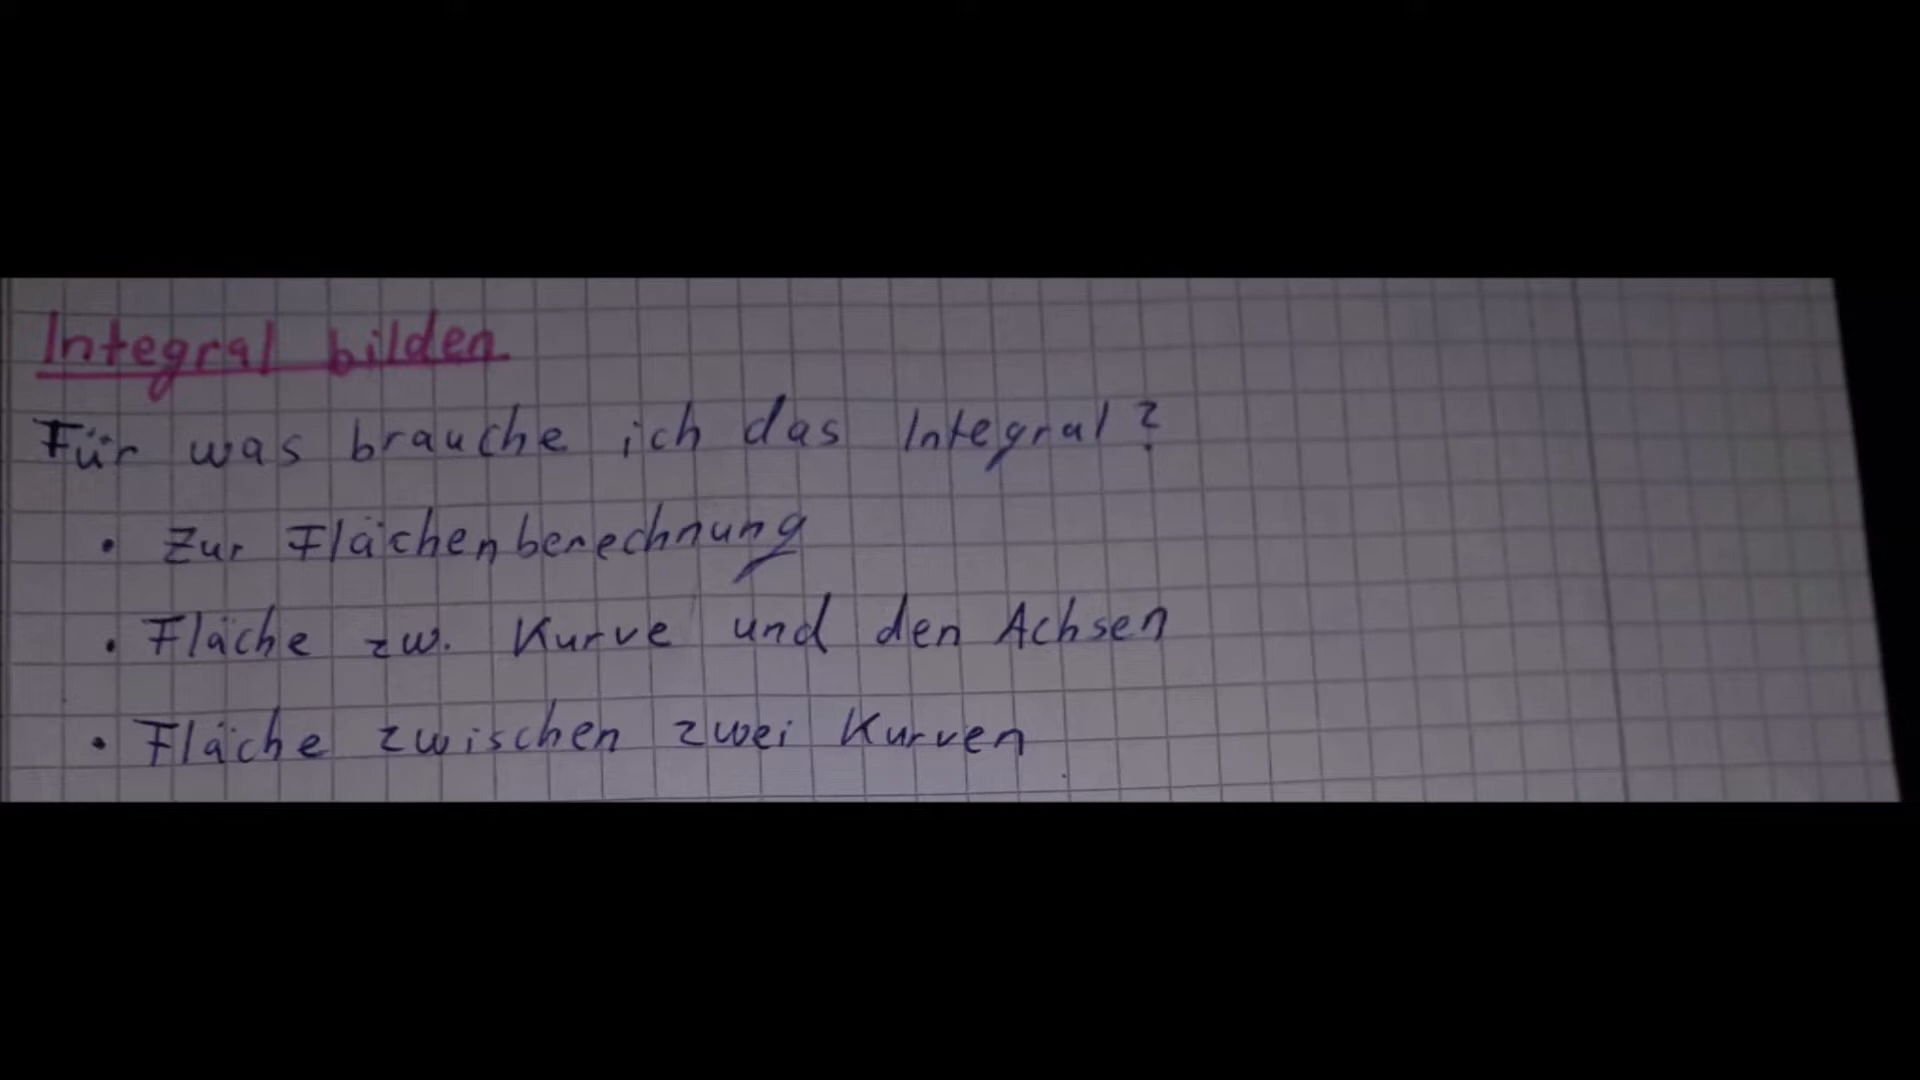 Integral bilden
Für was brauche ich das Integral?
• Zur Flächenberechnung
• Fläche zw. Kurve und den Achsen
• Fläche zwischen zwei Kurven